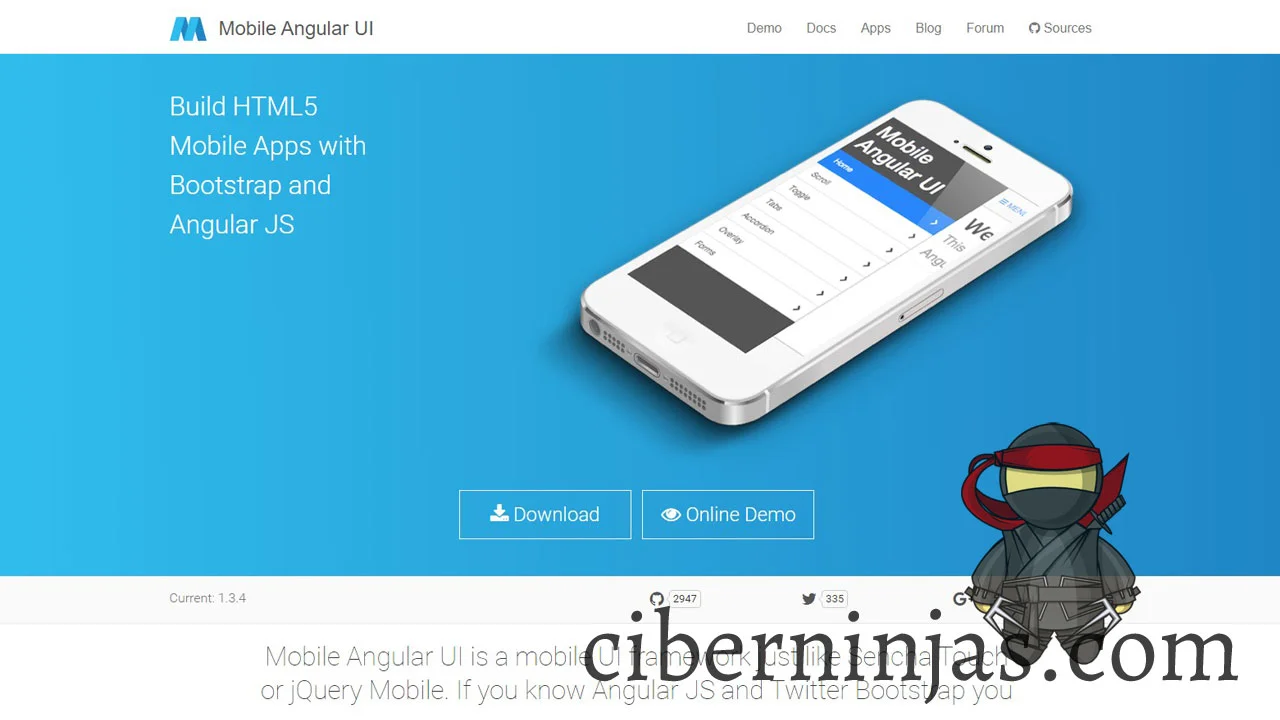 Mobile Angular UI
Demo
Docs
Apps
Blog
Forum
Sources
Build HTML5
Mobile Apps with
Bootstrap and
Angular JS
Mobile
Angular UI
Home
Scroll
Toggle
Tabs
Accordion
Overlay
Forms
MENU
We
This
Angu
Download
Online Demo
Current: 1.3.4
2947
335
G+
ciberninjas.com
Mobile Angular UI is a mobile UI framework just like Sencha Touch
or jQuery Mobile. If you know Angular JS and Twitter Bootstrap you